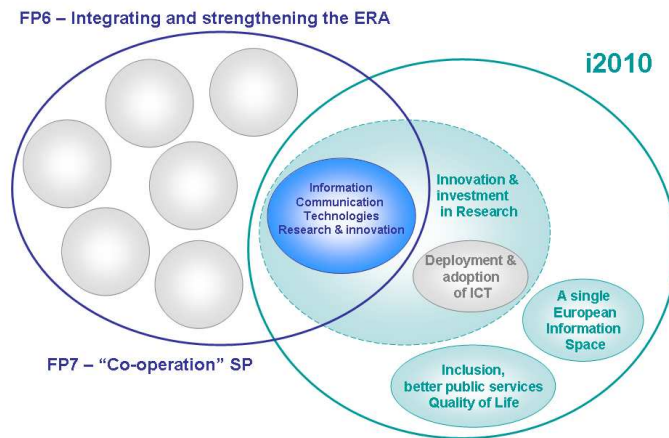 FP6 – Integrating and strengthening the ERA
i2010
Information
Communication
Technologies
Research & innovation
Innovation &
investment
in Research
Deployment &
adoption
of ICT
A single
European
Information
Space
FP7 – “Co-operation” SP
Inclusion,
better public services
Quality of Life